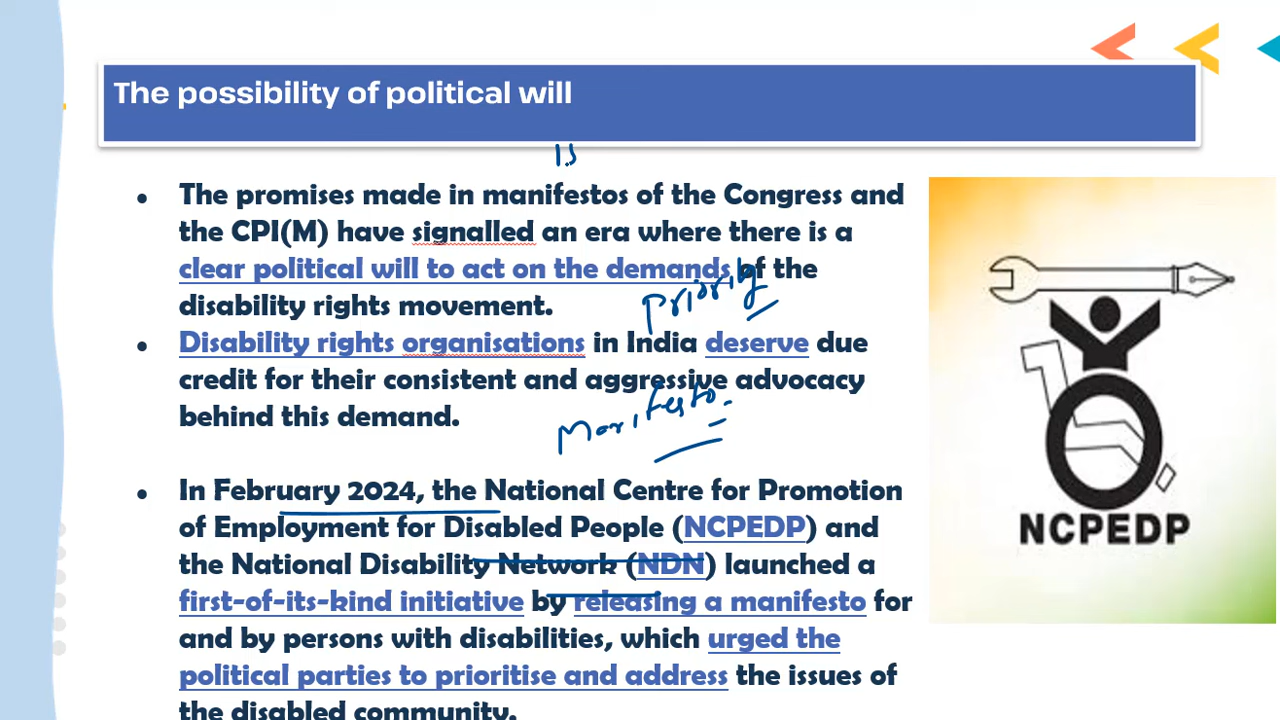 The possibility of political will
15
• The promises made in manifestos of the Congress and
the CPI(M) have signalled an era where there is a
clear political will to act on the demands of the
disability rights movement.
Priority
• Disability rights organisations in India deserve due
credit for their consistent and aggressive advocacy
behind this demand.
Manifesto
• In February 2024, the National Centre for Promotion
of Employment for Disabled People (NCPEDP) and
the National Disability Network (NDN) launched a
first-of-its-kind initiative by releasing a manifesto for
and by persons with disabilities, which urged the
political parties to prioritise and address the issues of
the disabled community.
NCPEDP